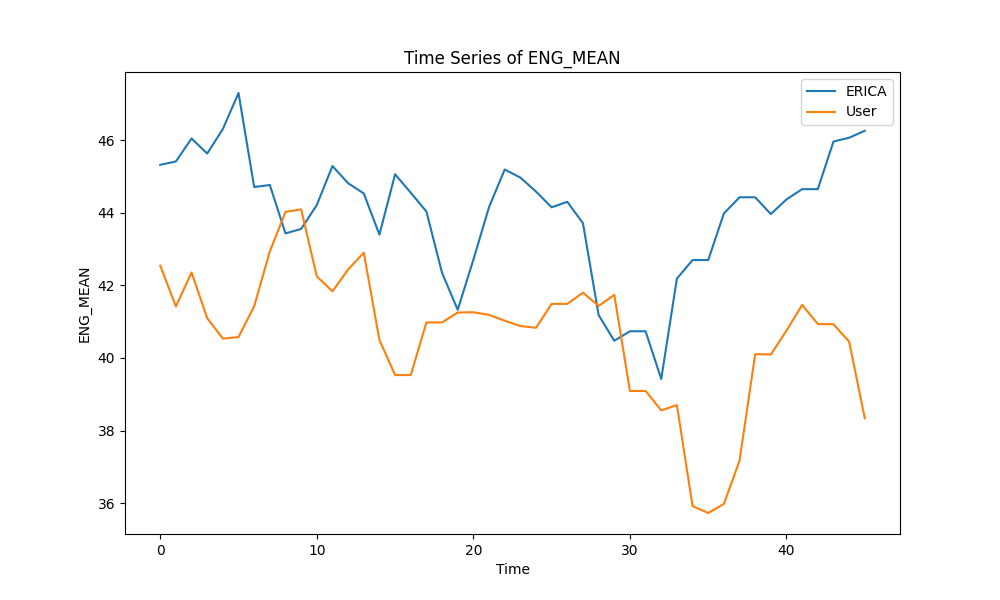 Time Series of ENG_MEAN
ERICA
User
ENG_MEAN
46
44
42
40
38
36
0 10 20 30 40
Time